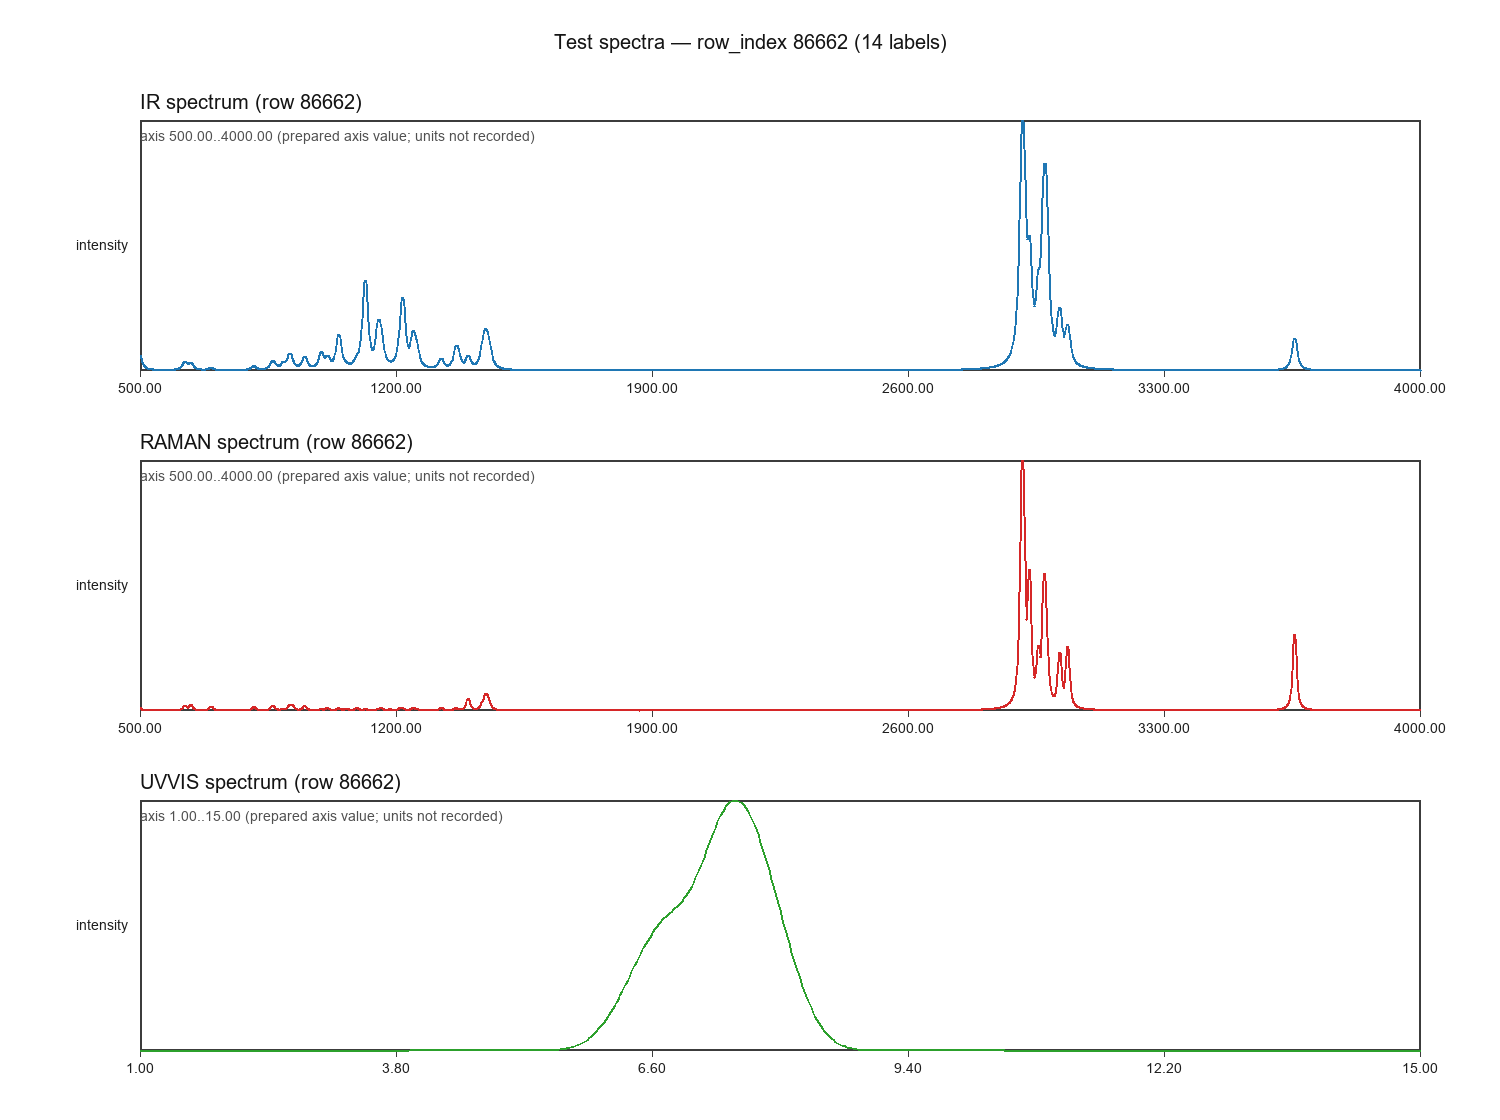 Test spectra — row_index 86662 (14 labels)
IR spectrum (row 86662)
axis 500.00..4000.00 (prepared axis value; units not recorded)
intensity
500.00 1200.00 1900.00 2600.00 3300.00 4000.00
RAMAN spectrum (row 86662)
axis 500.00..4000.00 (prepared axis value; units not recorded)
intensity
500.00 1200.00 1900.00 2600.00 3300.00 4000.00
UVVIS spectrum (row 86662)
axis 1.00..15.00 (prepared axis value; units not recorded)
intensity
1.00 3.80 6.60 9.40 12.20 15.00